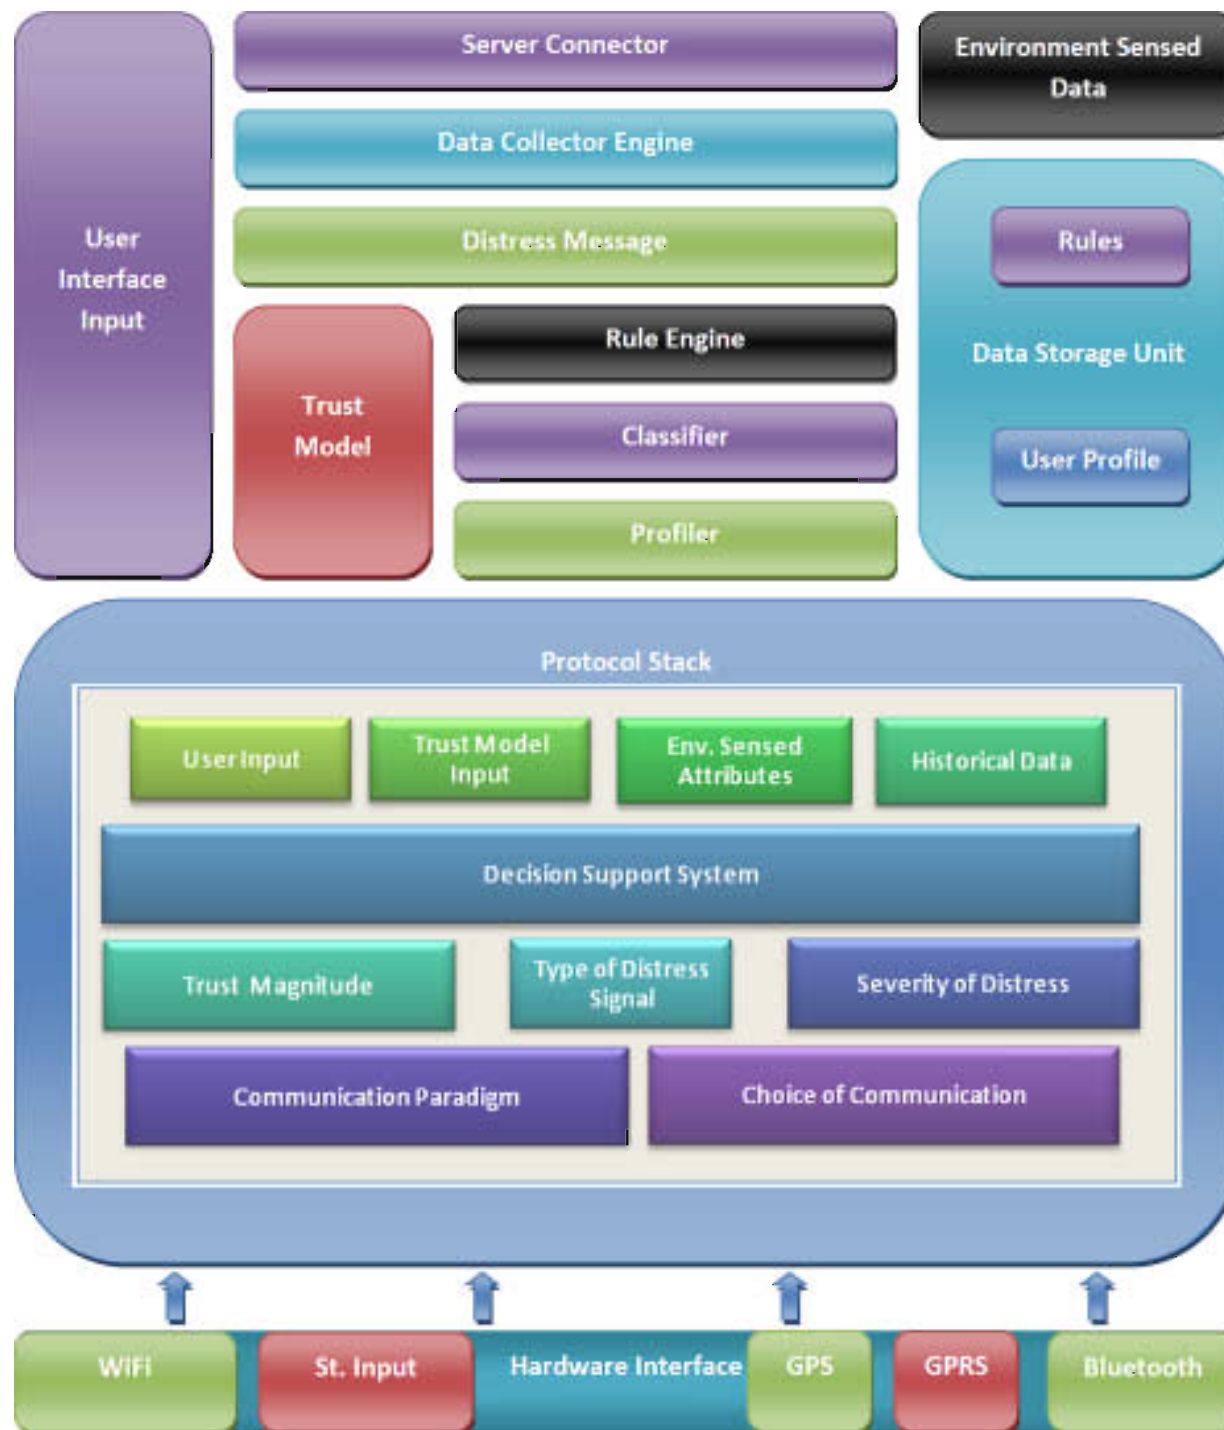 User
Interface
Input
Server Connector
Data Collector Engine
Distress Message
Trust
Model
Rule Engine
Classifier
Profiler
Environment Sensed
Data
Rules
Data Storage Unit
User Profile
Protocol Stack
User Input
Trust Model
Input
Env. Sensed
Attributes
Historical Data
Decision Support System
Trust Magnitude
Type of Distress
Signal
Severity of Distress
Communication Paradigm
Choice of Communication
WiFi
St. Input
Hardware Interface
GPS
GPRS
Bluetooth